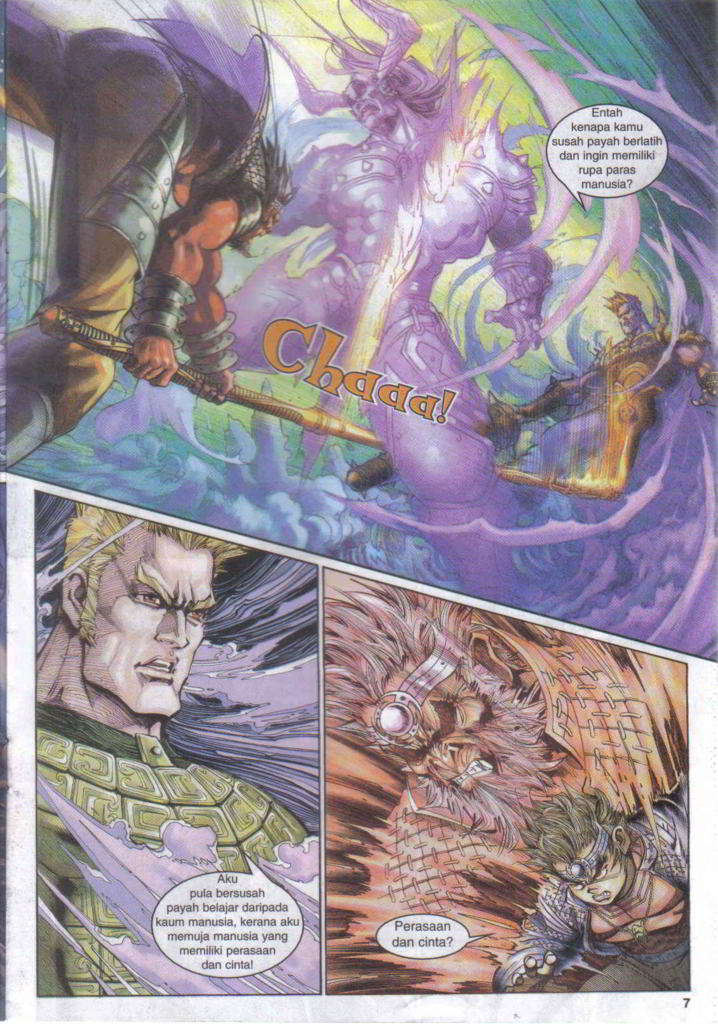 Entah
kenapa kamu
susah payah berlatih
dan ingin memiliki
rupa paras
manusia?
Chaaa!
Aku
pula bersusah
payah belajar daripada
kaum manusia, kerana aku
memuja manusia yang
memiliki perasaan
dan cinta!
Perasaan
dan cinta?
7